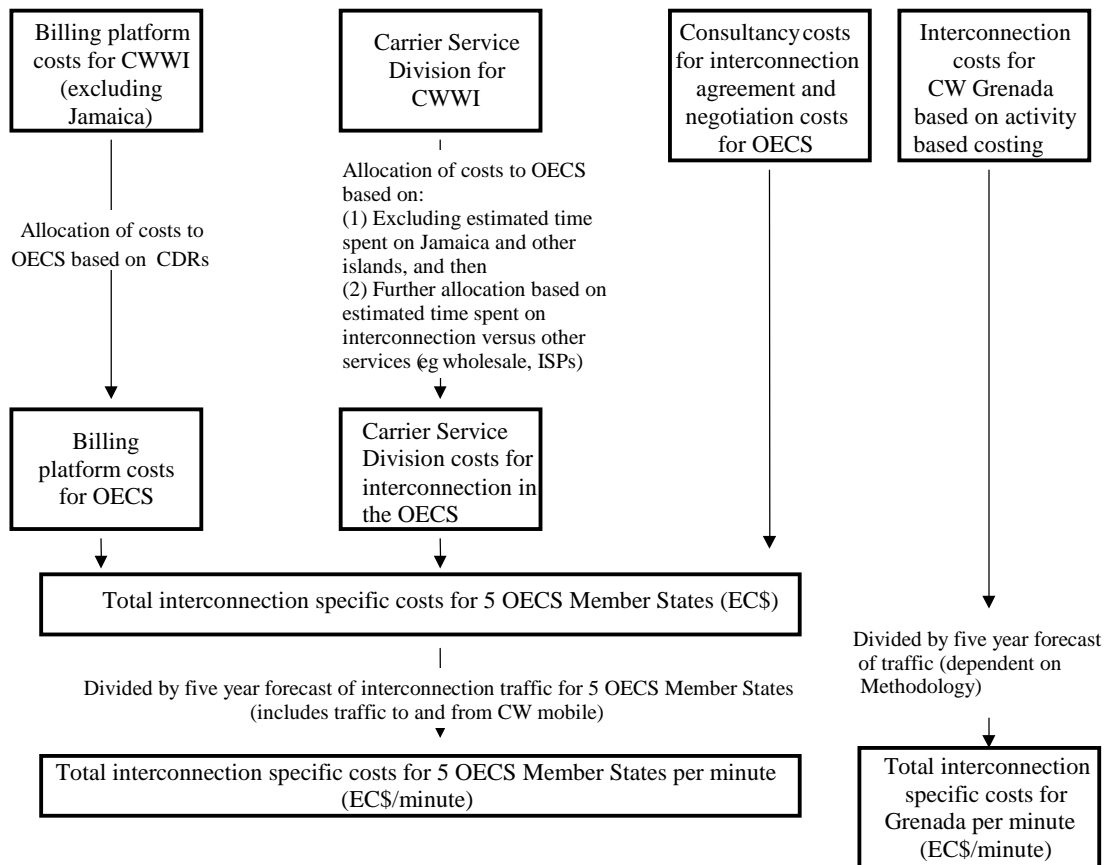 Billing platform
costs for CWWI
(excluding
Jamaica)
Carrier Service
Division for
CWWI
Consultancy costs
for interconnection
agreement and
negotiation costs
for OECS
Interconnection
costs for
CW Grenada
based on activity
based costing
Allocation of costs to
OECS based on CDRs
Allocation of costs to OECS
based on:
(1) Excluding estimated time
spent on Jamaica and other
islands, and then
(2) Further allocation based on
estimated time spent on
interconnection versus other
services (eg wholesale, ISPs)
Billing
platform costs
for OECS
Carrier Service
Division costs for
interconnection in
the OECS
Total interconnection specific costs for 5 OECS Member States (EC$)
Divided by five year forecast of interconnection traffic for 5 OECS Member States
(includes traffic to and from CW mobile)
Divided by five year forecast
of traffic (dependent on
Methodology)
Total interconnection specific costs for 5 OECS Member States per minute
(EC$/minute)
Total interconnection
specific costs for
Grenada per minute
(EC$/minute)